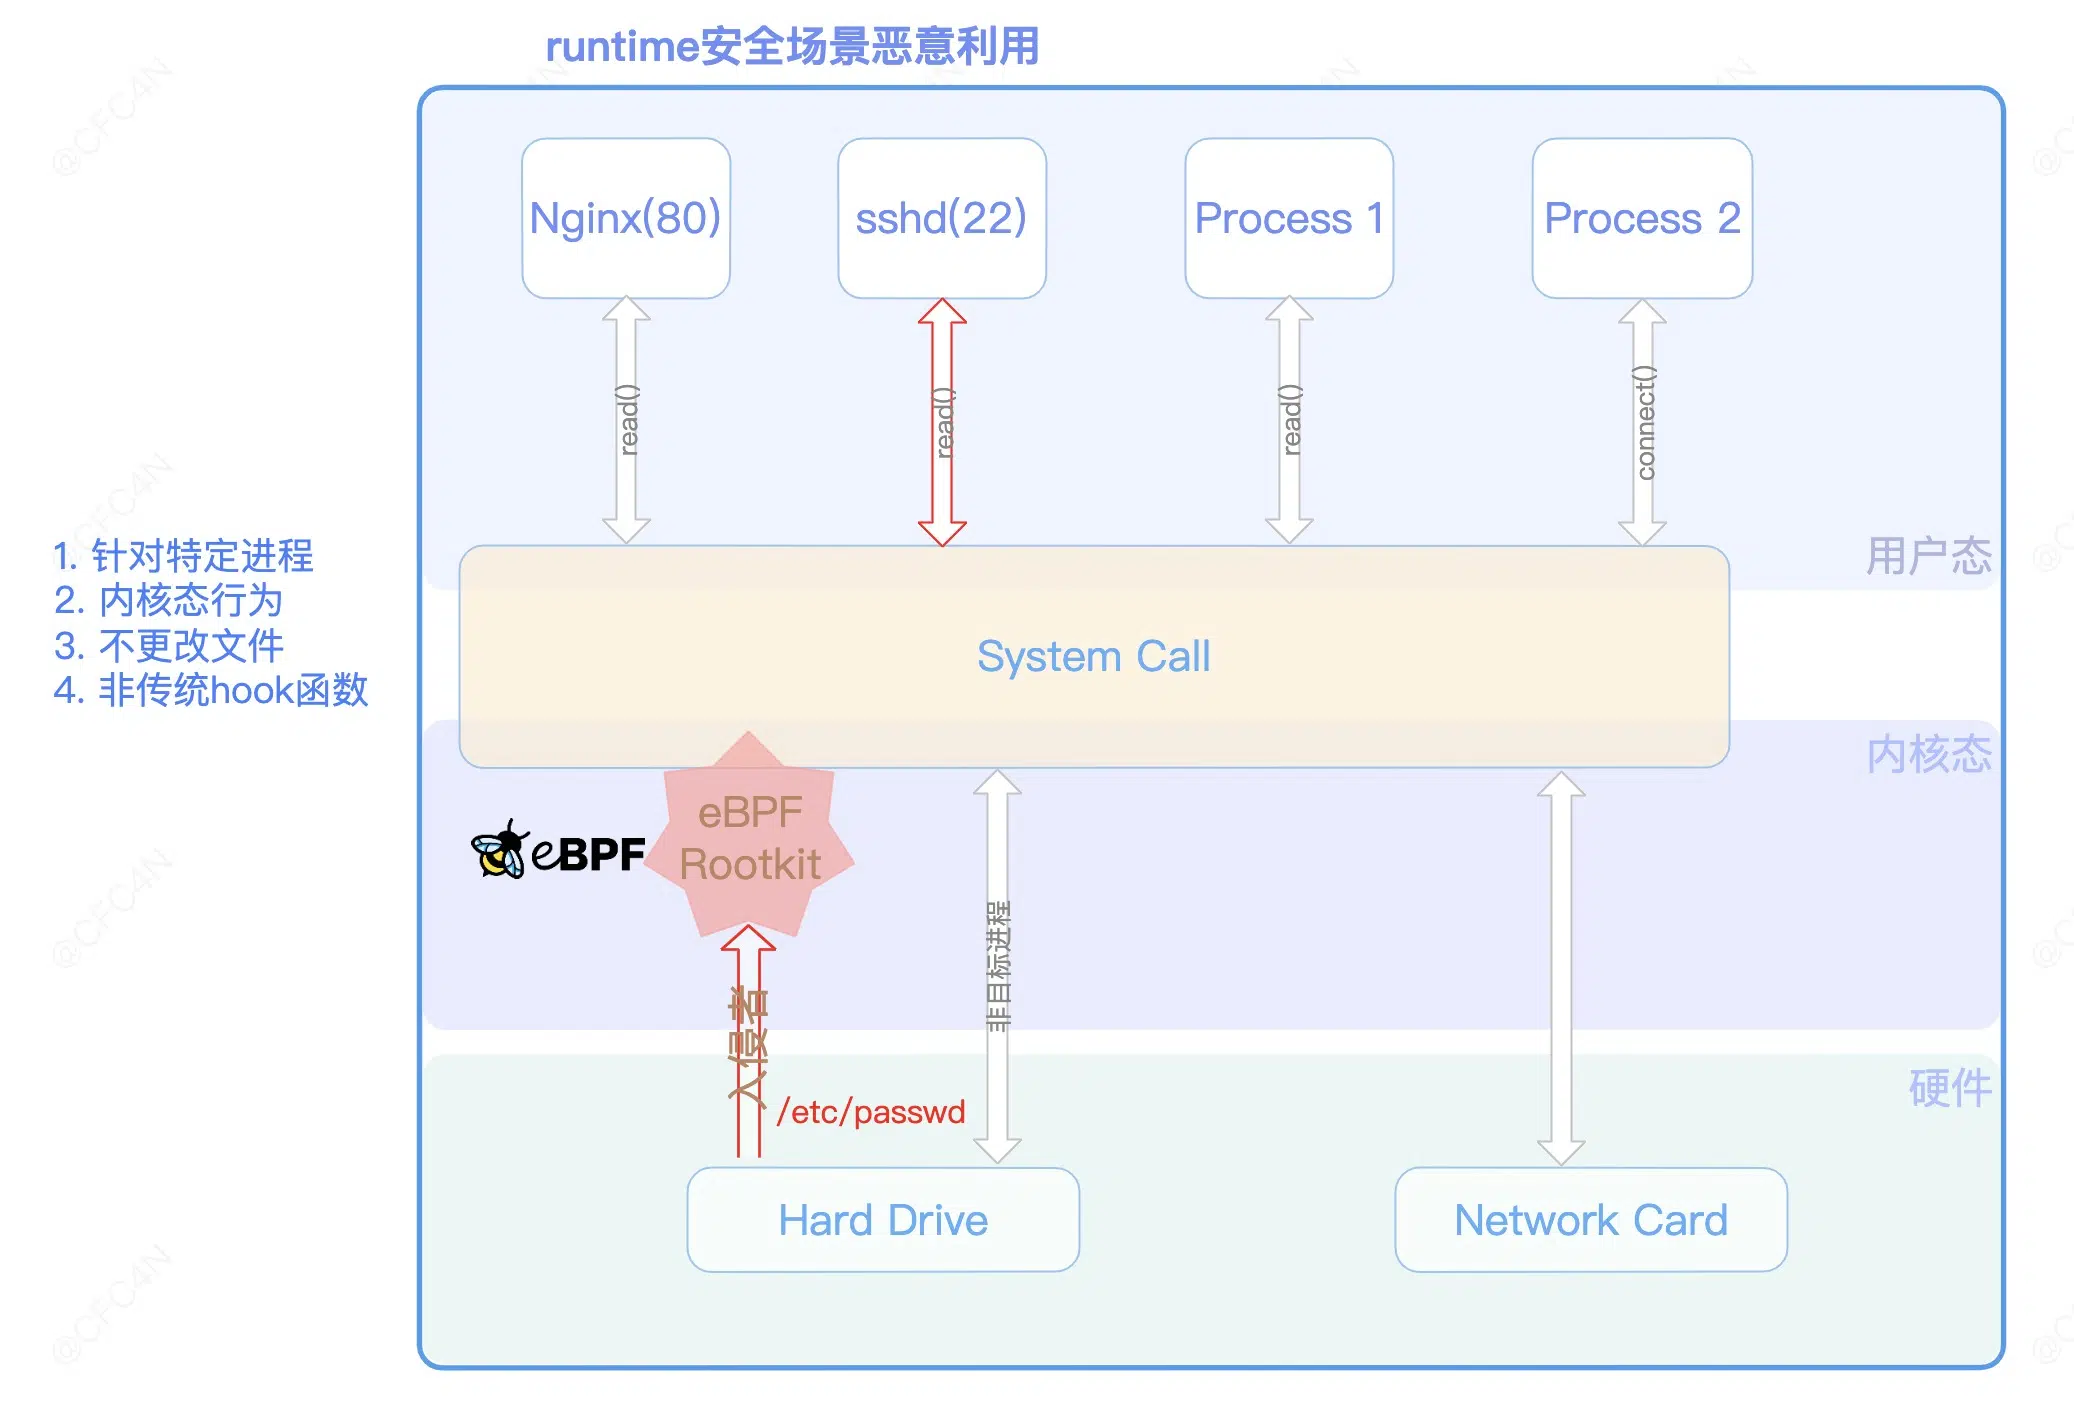 runtime安全场景恶意利用
Nginx(80)
sshd(22)
Process 1
Process 2
read()
read()
read()
connect()
用户态
1. 针对特定进程
2. 内核态行为
3. 不更改文件
4. 非传统hook函数
System Call
内核态
eBPF
eBPF
Rootkit
非目标进程
入侵者
/etc/passwd
硬件
Hard Drive
Network Card
@CFC4N
@CFC4N
@CFC4N
@CFC4N